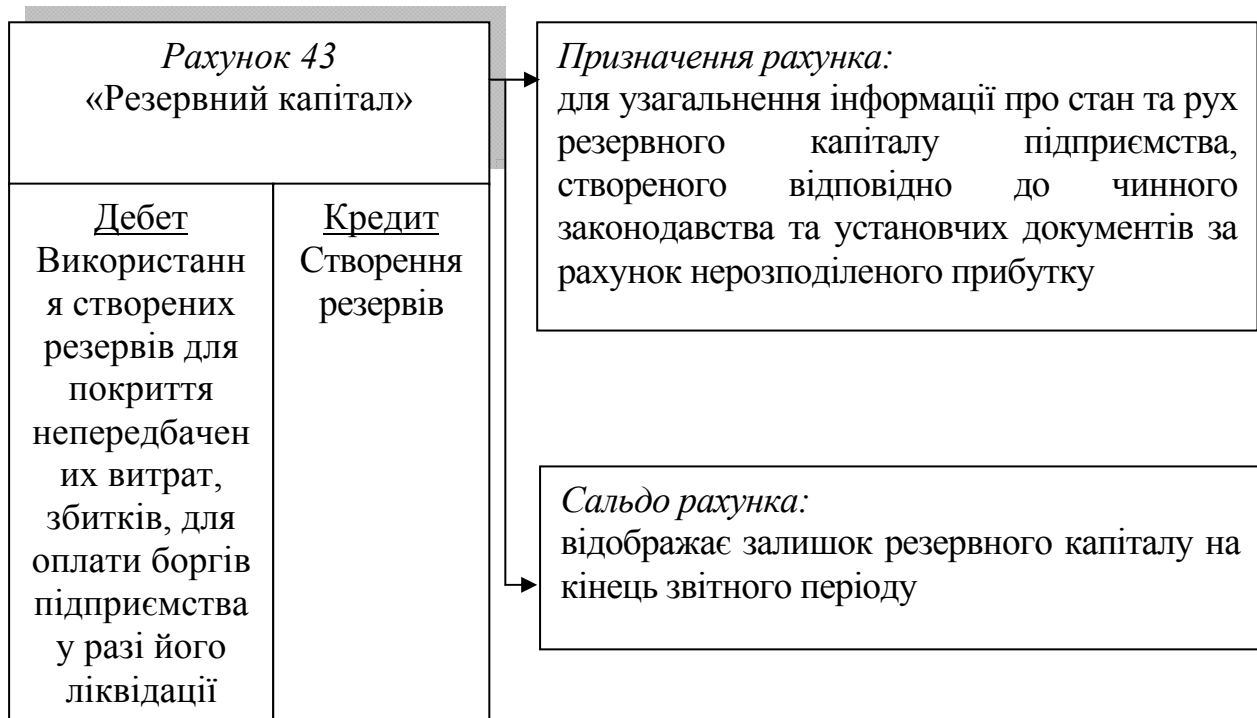 Рахунок 43
«Резервний капітал»
Дебет
Використанн
я створених
резервів для
покриття
непередбачен
их витрат,
збитків, для
оплати боргів
підприємства
у разі його
ліквідації
Кредит
Створення
резервів
Призначення рахунка:
для узагальнення інформації про стан та рух
резервного капіталу підприємства,
створеного відповідно до чинного
законодавства та установчих документів за
рахунок нерозподіленого прибутку
Сальдо рахунка:
відображає залишок резервного капіталу на
кінець звітного періоду